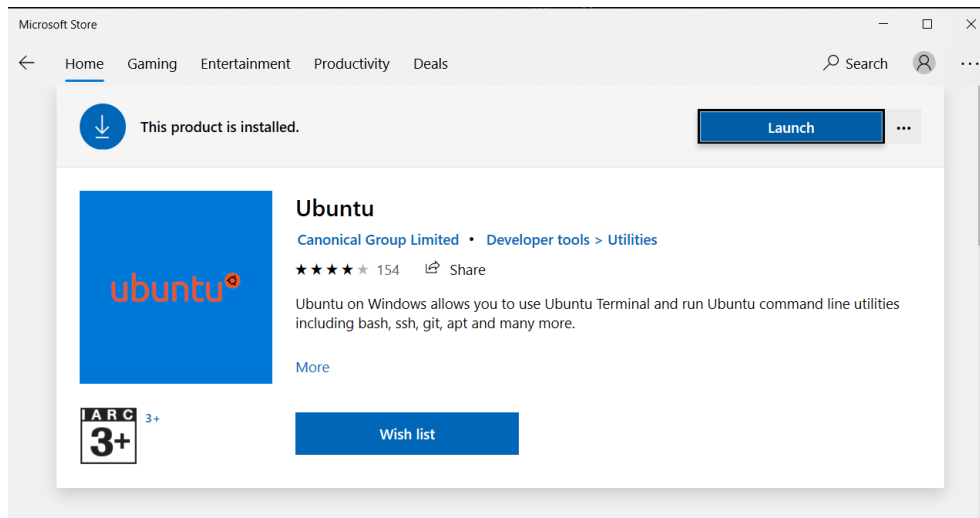 Microsoft Store
Home Gaming Entertainment Productivity Deals Search
This product is installed.
Launch
ubuntu
Ubuntu
Canonical Group Limited • Developer tools > Utilities
154 Share
Ubuntu on Windows allows you to use Ubuntu Terminal and run Ubuntu command line utilities
including bash, ssh, git, apt and many more.
More
IARC
3+
3+
Wish list